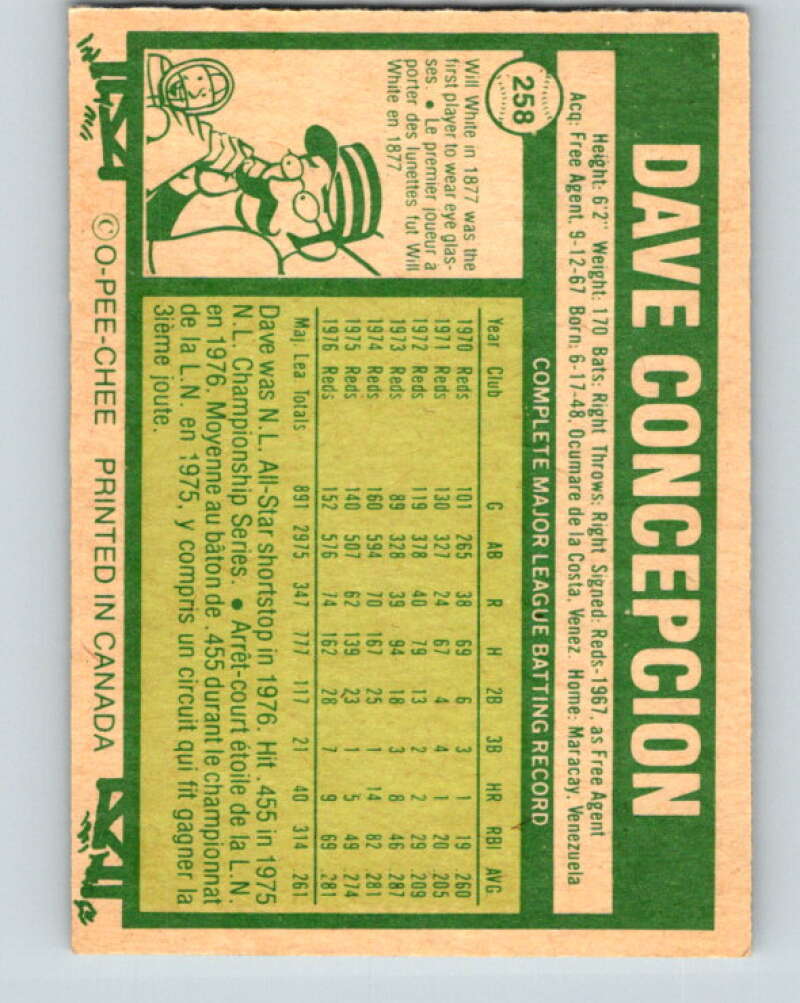 DAVE CONCEPCION
Height: 6'2" Weight: 170 Bats: Right Throws: Right Signed: Reds-1967, as Free Agent
Acq: Free Agent, 9-12-67 Born: 6-17-48, Ocumare de la Costa, Venez. Home: Maracay, Venezuela
258
Will White in 1877 was the
first player to wear eye glas-
ses. • Le premier joueur à
porter des lunettes fut Will
White en 1877
COMPLETE MAJOR LEAGUE BATTING RECORD
Year Club G AB R H 2B 3B HR RBI AVG
1970 Reds 101 265 38 69 6 3 1 19 260
1971 Reds 130 327 24 67 4 4 1 20 205
1972 Reds 119 378 40 79 13 2 2 29 209
1973 Reds 89 328 39 94 18 3 8 46 287
1974 Reds 160 594 70 167 25 1 14 82 281
1975 Reds 140 507 62 139 23 1 5 49 274
1976 Reds 152 576 74 162 28 7 9 69 281
Maj. Lea Totals 891 2975 347 777 117 21 40 314 261
Dave was N.L. All-Star shortstop in 1976. Hit .455 in 1975
N.L. Championship Series. • Arrêt-court étoile de la L.N.
en 1976. Moyenne au bâton de .455 durant le championnat
de la L.N. en 1975, y compris un circuit qui fit gagner la
3ième joute.
©O-PEE-CHEE PRINTED IN CANADA